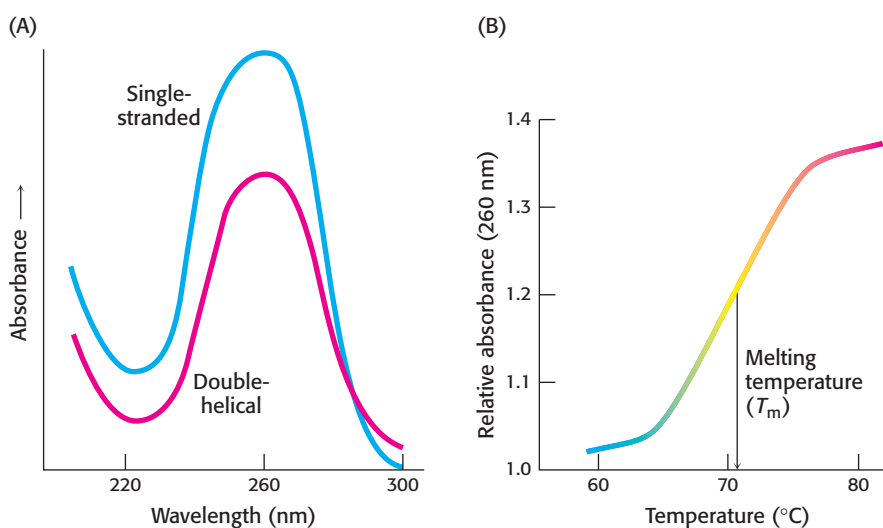 (A)
Single-
stranded
Double-
helical
Absorbance →
220
260
300
Wavelength (nm)
(B)
1.4
1.3
1.2
1.1
1.0
Relative absorbance (260 nm)
Melting
temperature
(Tm)
60
70
80
Temperature (°C)